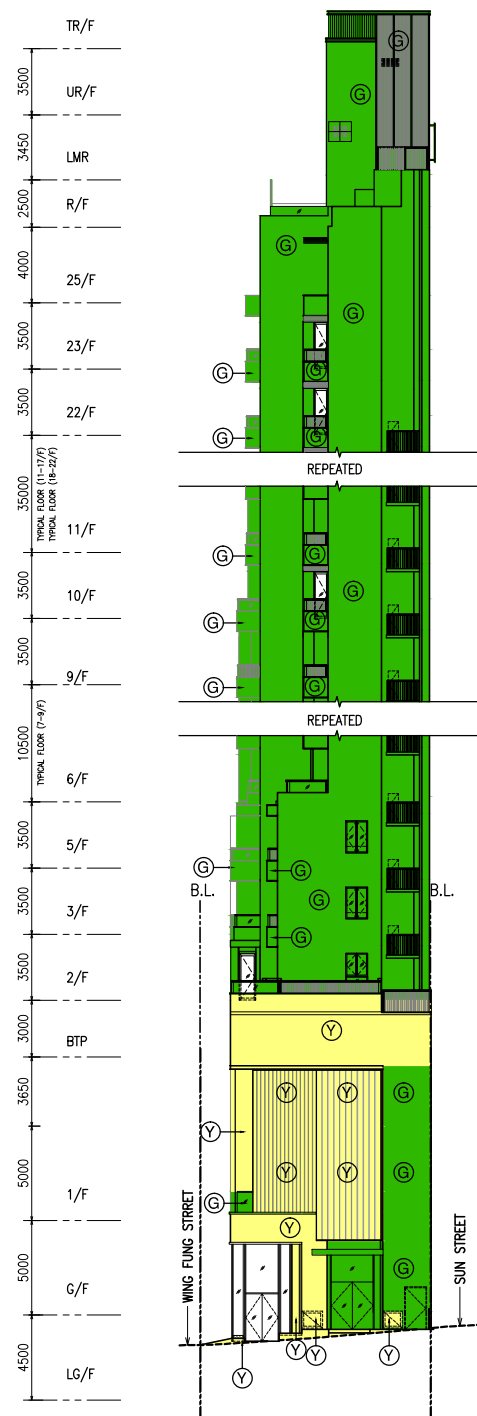 TR/F
3500
UR/F
3450
LMR
2500
R/F
4000
25/F
3500
23/F
3500
22/F
35000
TYPICAL FLOOR (11-17/F)
TYPICAL FLOOR (18-22/F)
11/F
3500
10/F
3500
9/F
10500
TYPICAL FLOOR (7-9/F)
6/F
3500
5/F
3500
3/F
3500
2/F
3000
BTP
3650
5000
1/F
5000
G/F
4500
LG/F
G
G
G
G
G
G
G
G
REPEATED
G
G
G
G
G
G
G
REPEATED
G
G
G
G
B.L.
B.L.
Y
Y
Y
G
Y
Y
Y
G
G
Y
G
WING FUNG STRRET
SUN STREET
Y
Y
Y
Y